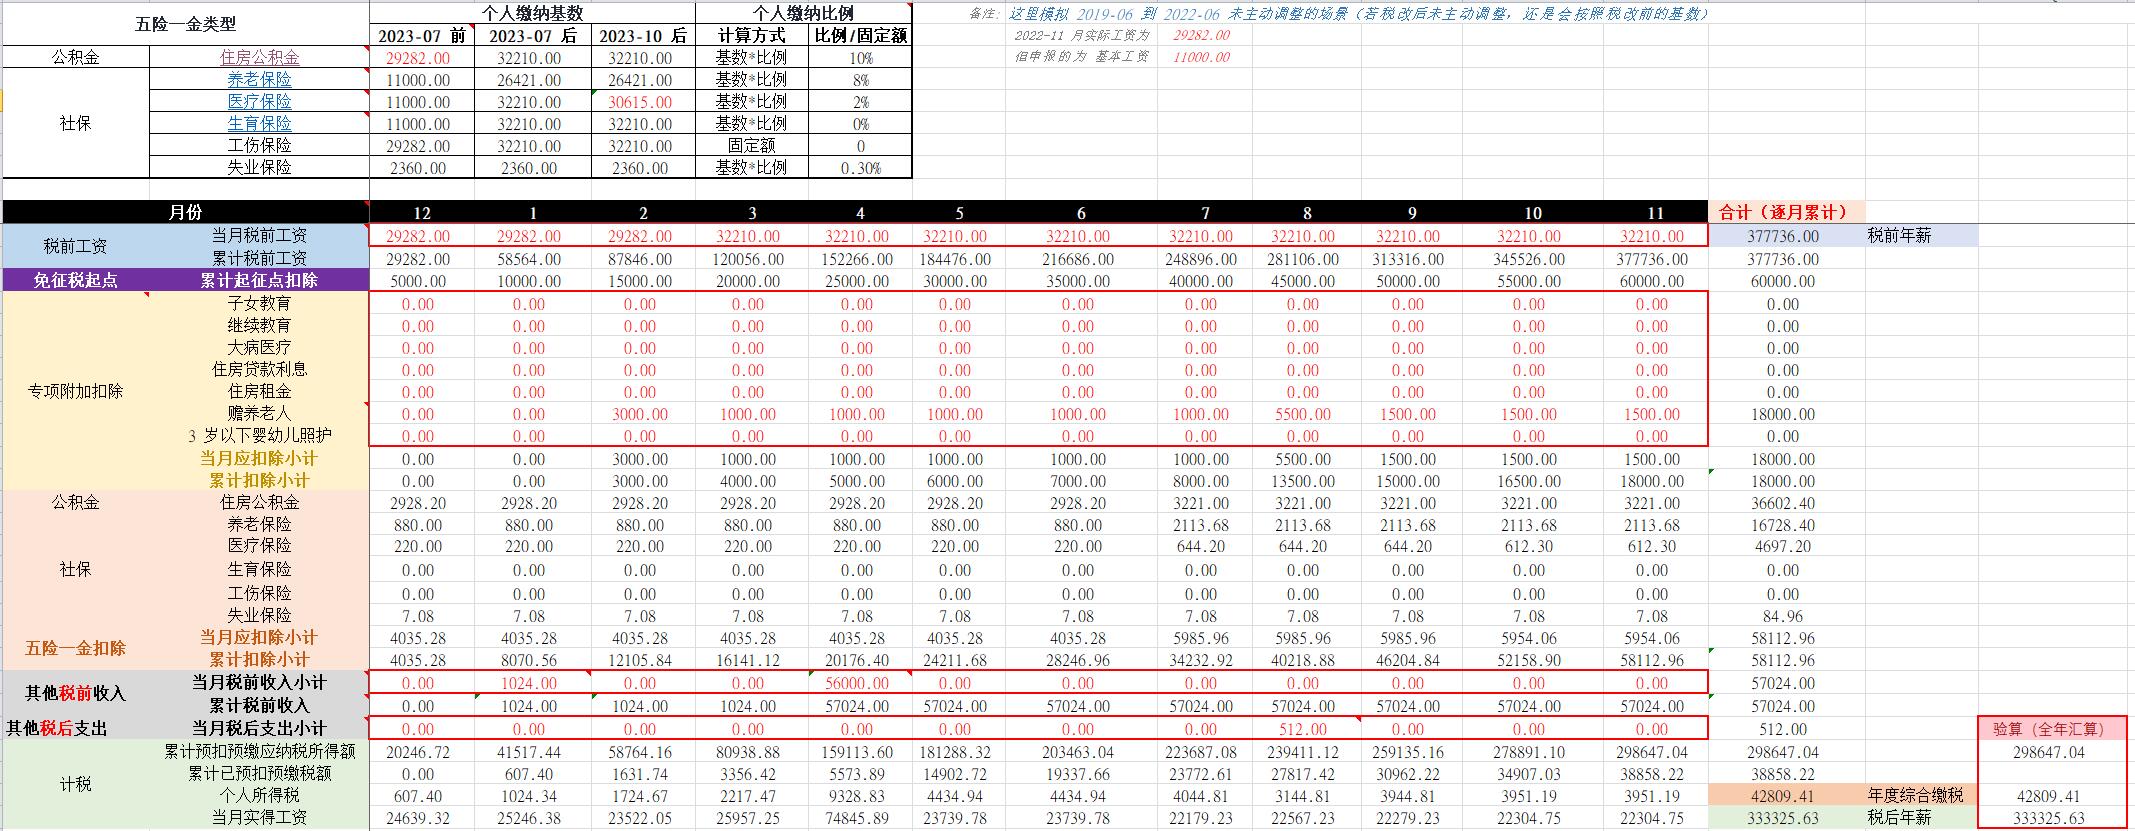 五险一金类型 个人缴纳基数 个人缴纳比例 备注: 这里模拟 2019-06 到 2022-06 未主动调整的场景（若税改后未主动调整，还是会按照税改前的基数）
2023-07 前 2023-07 后 2023-10 后 计算方式 比例/固定额 2022-11 月实际工资为 29282.00
公积金 住房公积金 29282.00 32210.00 32210.00 基数*比例 10% 但申报的为 基本工资 11000.00
养老保险 11000.00 26421.00 26421.00 基数*比例 8%
医疗保险 11000.00 32210.00 30615.00 基数*比例 2%
社保 生育保险 11000.00 32210.00 32210.00 基数*比例 0%
工伤保险 29282.00 32210.00 32210.00 固定额 0
失业保险 2360.00 2360.00 2360.00 基数*比例 0.30%
月份 12 1 2 3 4 5 6 7 8 9 10 11 合计（逐月累计）
税前工资 当月税前工资 29282.00 29282.00 29282.00 32210.00 32210.00 32210.00 32210.00 32210.00 32210.00 32210.00 32210.00 32210.00 377736.00 税前年薪
累计税前工资 29282.00 58564.00 87846.00 120056.00 152266.00 184476.00 216686.00 248896.00 281106.00 313316.00 345526.00 377736.00 377736.00
免征税起点 累计起征点扣除 5000.00 10000.00 15000.00 20000.00 25000.00 30000.00 35000.00 40000.00 45000.00 50000.00 55000.00 60000.00 60000.00
子女教育 0.00 0.00 0.00 0.00 0.00 0.00 0.00 0.00 0.00 0.00 0.00 0.00 0.00
继续教育 0.00 0.00 0.00 0.00 0.00 0.00 0.00 0.00 0.00 0.00 0.00 0.00 0.00
大病医疗 0.00 0.00 0.00 0.00 0.00 0.00 0.00 0.00 0.00 0.00 0.00 0.00 0.00
住房贷款利息 0.00 0.00 0.00 0.00 0.00 0.00 0.00 0.00 0.00 0.00 0.00 0.00 0.00
专项附加扣除 住房租金 0.00 0.00 0.00 0.00 0.00 0.00 0.00 0.00 0.00 0.00 0.00 0.00 0.00
赡养老人 0.00 0.00 3000.00 1000.00 1000.00 1000.00 1000.00 1000.00 5500.00 1500.00 1500.00 1500.00 18000.00
3 岁以下婴幼儿照护 0.00 0.00 0.00 0.00 0.00 0.00 0.00 0.00 0.00 0.00 0.00 0.00 0.00
当月应扣除小计 0.00 0.00 3000.00 1000.00 1000.00 1000.00 1000.00 1000.00 5500.00 1500.00 1500.00 1500.00 18000.00
累计扣除小计 0.00 0.00 3000.00 4000.00 5000.00 6000.00 7000.00 8000.00 13500.00 15000.00 16500.00 18000.00 18000.00
公积金 住房公积金 2928.20 2928.20 2928.20 2928.20 2928.20 2928.20 2928.20 3221.00 3221.00 3221.00 3221.00 3221.00 36602.40
养老保险 880.00 880.00 880.00 880.00 880.00 880.00 880.00 2113.68 2113.68 2113.68 2113.68 2113.68 16728.40
医疗保险 220.00 220.00 220.00 220.00 220.00 220.00 220.00 644.20 644.20 644.20 612.30 612.30 4697.20
社保 生育保险 0.00 0.00 0.00 0.00 0.00 0.00 0.00 0.00 0.00 0.00 0.00 0.00 0.00
工伤保险 0.00 0.00 0.00 0.00 0.00 0.00 0.00 0.00 0.00 0.00 0.00 0.00 0.00
失业保险 7.08 7.08 7.08 7.08 7.08 7.08 7.08 7.08 7.08 7.08 7.08 7.08 84.96
五险一金扣除 当月应扣除小计 4035.28 4035.28 4035.28 4035.28 4035.28 4035.28 4035.28 5985.96 5985.96 5985.96 5954.06 5954.06 58112.96
累计扣除小计 4035.28 8070.56 12105.84 16141.12 20176.40 24211.68 28246.96 34232.92 40218.88 46204.84 52158.90 58112.96 58112.96
其他税前收入 当月税前收入小计 0.00 1024.00 0.00 0.00 56000.00 0.00 0.00 0.00 0.00 0.00 0.00 0.00 57024.00
累计税前收入 0.00 1024.00 1024.00 1024.00 57024.00 57024.00 57024.00 57024.00 57024.00 57024.00 57024.00 57024.00 57024.00
其他税后支出 当月税后支出小计 0.00 0.00 0.00 0.00 0.00 0.00 0.00 0.00 512.00 0.00 0.00 0.00 512.00 验算（全年汇算）
累计预扣预缴应纳税所得额 20246.72 41517.44 58764.16 80938.88 159113.60 181288.32 203463.04 223687.08 239411.12 259135.16 278891.10 298647.04 298647.04 298647.04
计税 累计已预扣预缴税额 0.00 607.40 1631.74 3356.42 5573.89 14902.72 19337.66 23772.61 27817.42 30962.22 34907.03 38858.22 38858.22
个人所得税 607.40 1024.34 1724.67 2217.47 9328.83 4434.94 4434.94 4044.81 3144.81 3944.81 3951.19 3951.19 42809.41 年度综合缴税 42809.41
当月实得工资 24639.32 25246.38 23522.05 25957.25 74845.89 23739.78 23739.78 22179.23 22567.23 22279.23 22304.75 22304.75 333325.63 税后年薪 333325.63